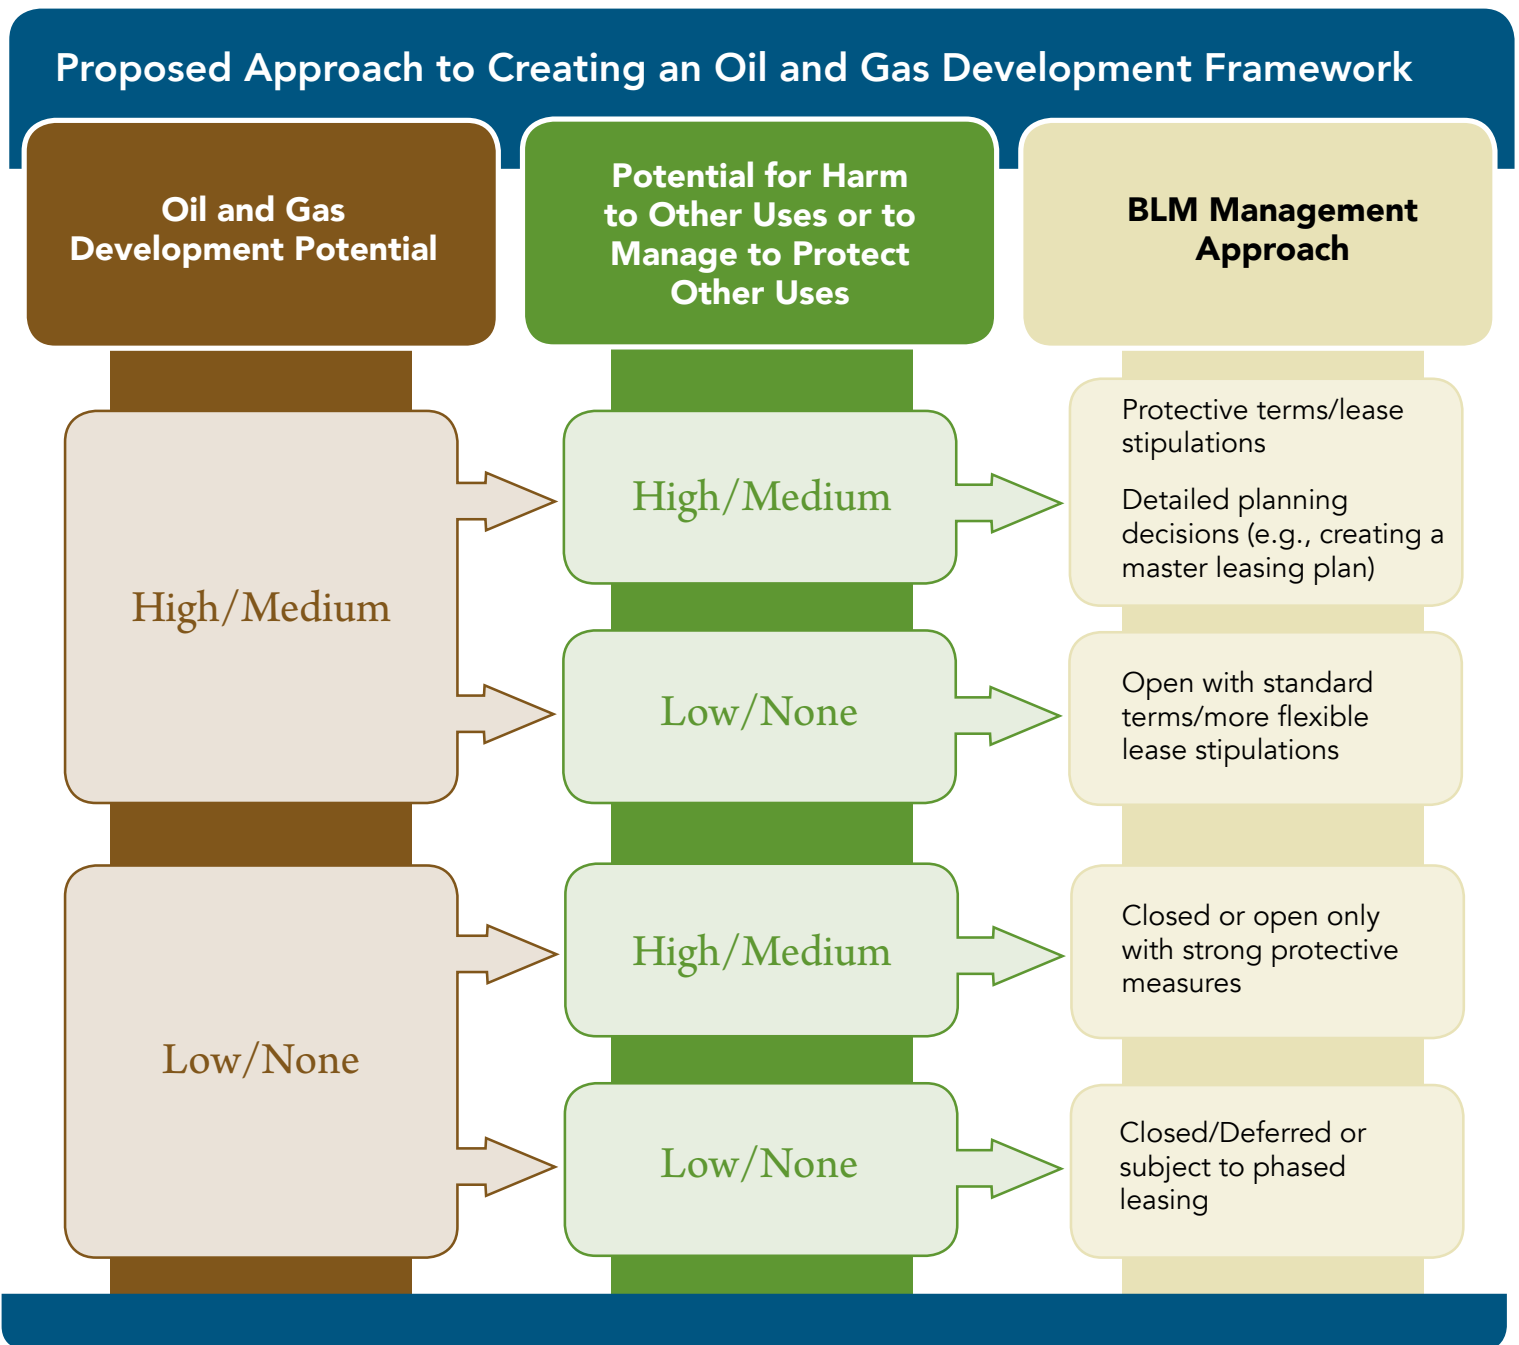 Proposed Approach to Creating an Oil and Gas Development Framework
Oil and Gas
Development Potential
Potential for Harm
to Other Uses or to
Manage to Protect
Other Uses
BLM Management
Approach
High/Medium
High/Medium
Protective terms/lease
stipulations
Detailed planning
decisions (e.g., creating a
master leasing plan)
Low/None
Open with standard
terms/more flexible
lease stipulations
Low/None
High/Medium
Closed or open only
with strong protective
measures
Low/None
Closed/Deferred or
subject to phased
leasing